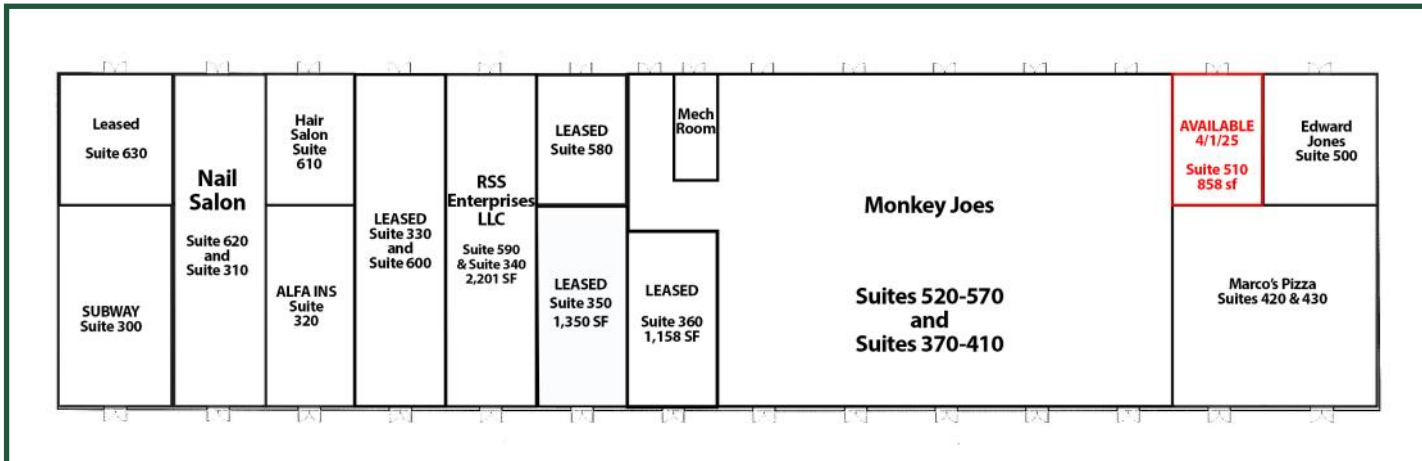 Leased
Suite 630
SUBWAY
Suite 300
Nail
Salon
Suite 620
and
Suite 310
Hair
Salon
Suite
610
ALFA INS
Suite
320
LEASED
Suite 330
and
Suite 600
RSS
Enterprises
LLC
Suite 590
& Suite 340
2,201 SF
LEASED
Suite 580
LEASED
Suite 350
1,350 SF
Mech
Room
LEASED
Suite 360
1,158 SF
Monkey Joes
Suites 520-570
and
Suites 370-410
AVAILABLE
4/1/25
Suite 510
858 sf
Edward
Jones
Suite 500
Marco's Pizza
Suites 420 & 430